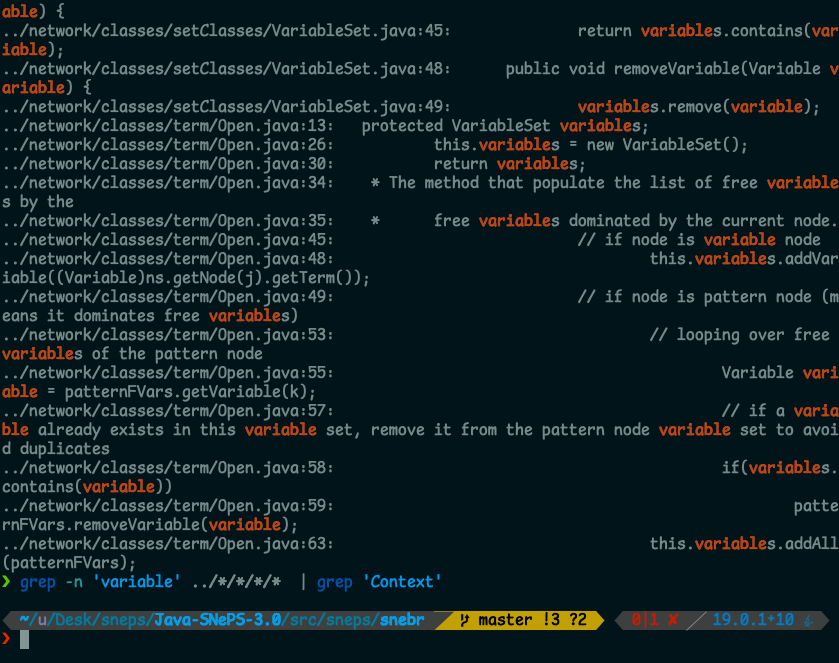 able) {
../network/classes/setClasses/VariableSet.java:45: return variables.contains(var
iable);
../network/classes/setClasses/VariableSet.java:48: public void removeVariable(Variable v
ariable) {
../network/classes/setClasses/VariableSet.java:49: variables.remove(variable);
../network/classes/term/Open.java:13: protected VariableSet variables;
../network/classes/term/Open.java:26: this.variables = new VariableSet();
../network/classes/term/Open.java:30: return variables;
../network/classes/term/Open.java:34: * The method that populate the list of free variable
s by the
../network/classes/term/Open.java:35: * free variables dominated by the current node.
../network/classes/term/Open.java:45: // if node is variable node
../network/classes/term/Open.java:48: this.variables.addVar
iable((Variable)ns.getNode(j).getTerm());
../network/classes/term/Open.java:49: // if node is pattern node (m
eans it dominates free variables)
../network/classes/term/Open.java:53: // looping over free
variables of the pattern node
../network/classes/term/Open.java:55: Variable vari
able = patternFVars.getVariable(k);
../network/classes/term/Open.java:57: // if a varia
ble already exists in this variable set, remove it from the pattern node variable set to avoi
d duplicates
../network/classes/term/Open.java:58: if(variables.
contains(variable))
../network/classes/term/Open.java:59: patte
rnFVars.removeVariable(variable);
../network/classes/term/Open.java:63: this.variables.addAll
(patternFVars);
❯ grep -n 'variable' ../*/*/*/* | grep 'Context'
~/u/Desk/sneps/Java-SNePS-3.0/src/sneps/snebr master !3 ?2 0|1 ✘ 19.0.1+10
❯